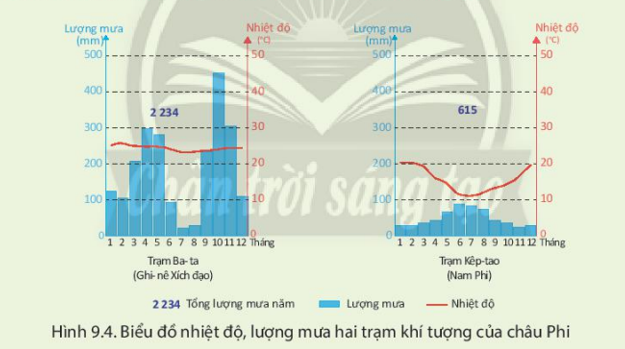 Lượng mưa
(mm)
Nhiệt độ
(°C)
500
400
300
200
100
0
50
40
30
20
10
0
2 234
1 2 3 4 5 6 7 8 9 10 11 12 Tháng
Trạm Ba- ta
(Ghi- nê Xích đạo)
Lượng mưa
(mm)
Nhiệt độ
(°C)
500
400
300
200
100
0
50
40
30
20
10
0
615
1 2 3 4 5 6 7 8 9 10 11 12 Tháng
Trạm Kêp-tao
(Nam Phi)
Chân trời sáng tạo
2 234 Tổng lượng mưa năm Lượng mưa Nhiệt độ
Hình 9.4. Biểu đồ nhiệt độ, lượng mưa hai trạm khí tượng của châu Phi